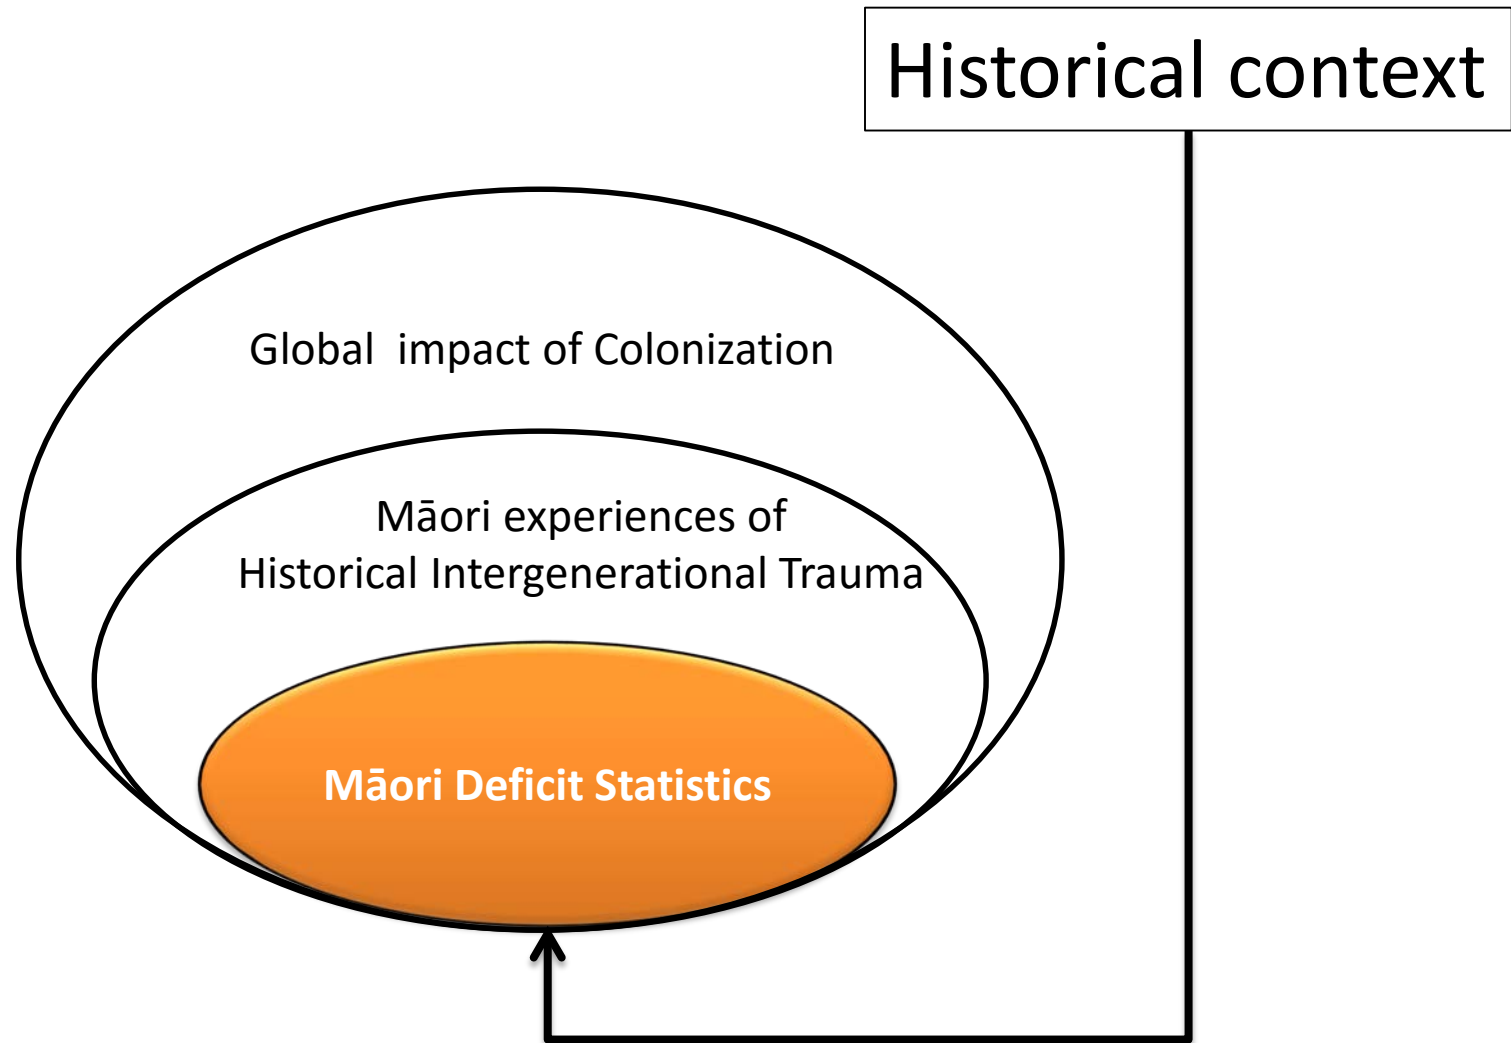 Historical context
Global  impact of Colonization
Māori experiences of
Historical Intergenerational Trauma
Māori Deficit Statistics